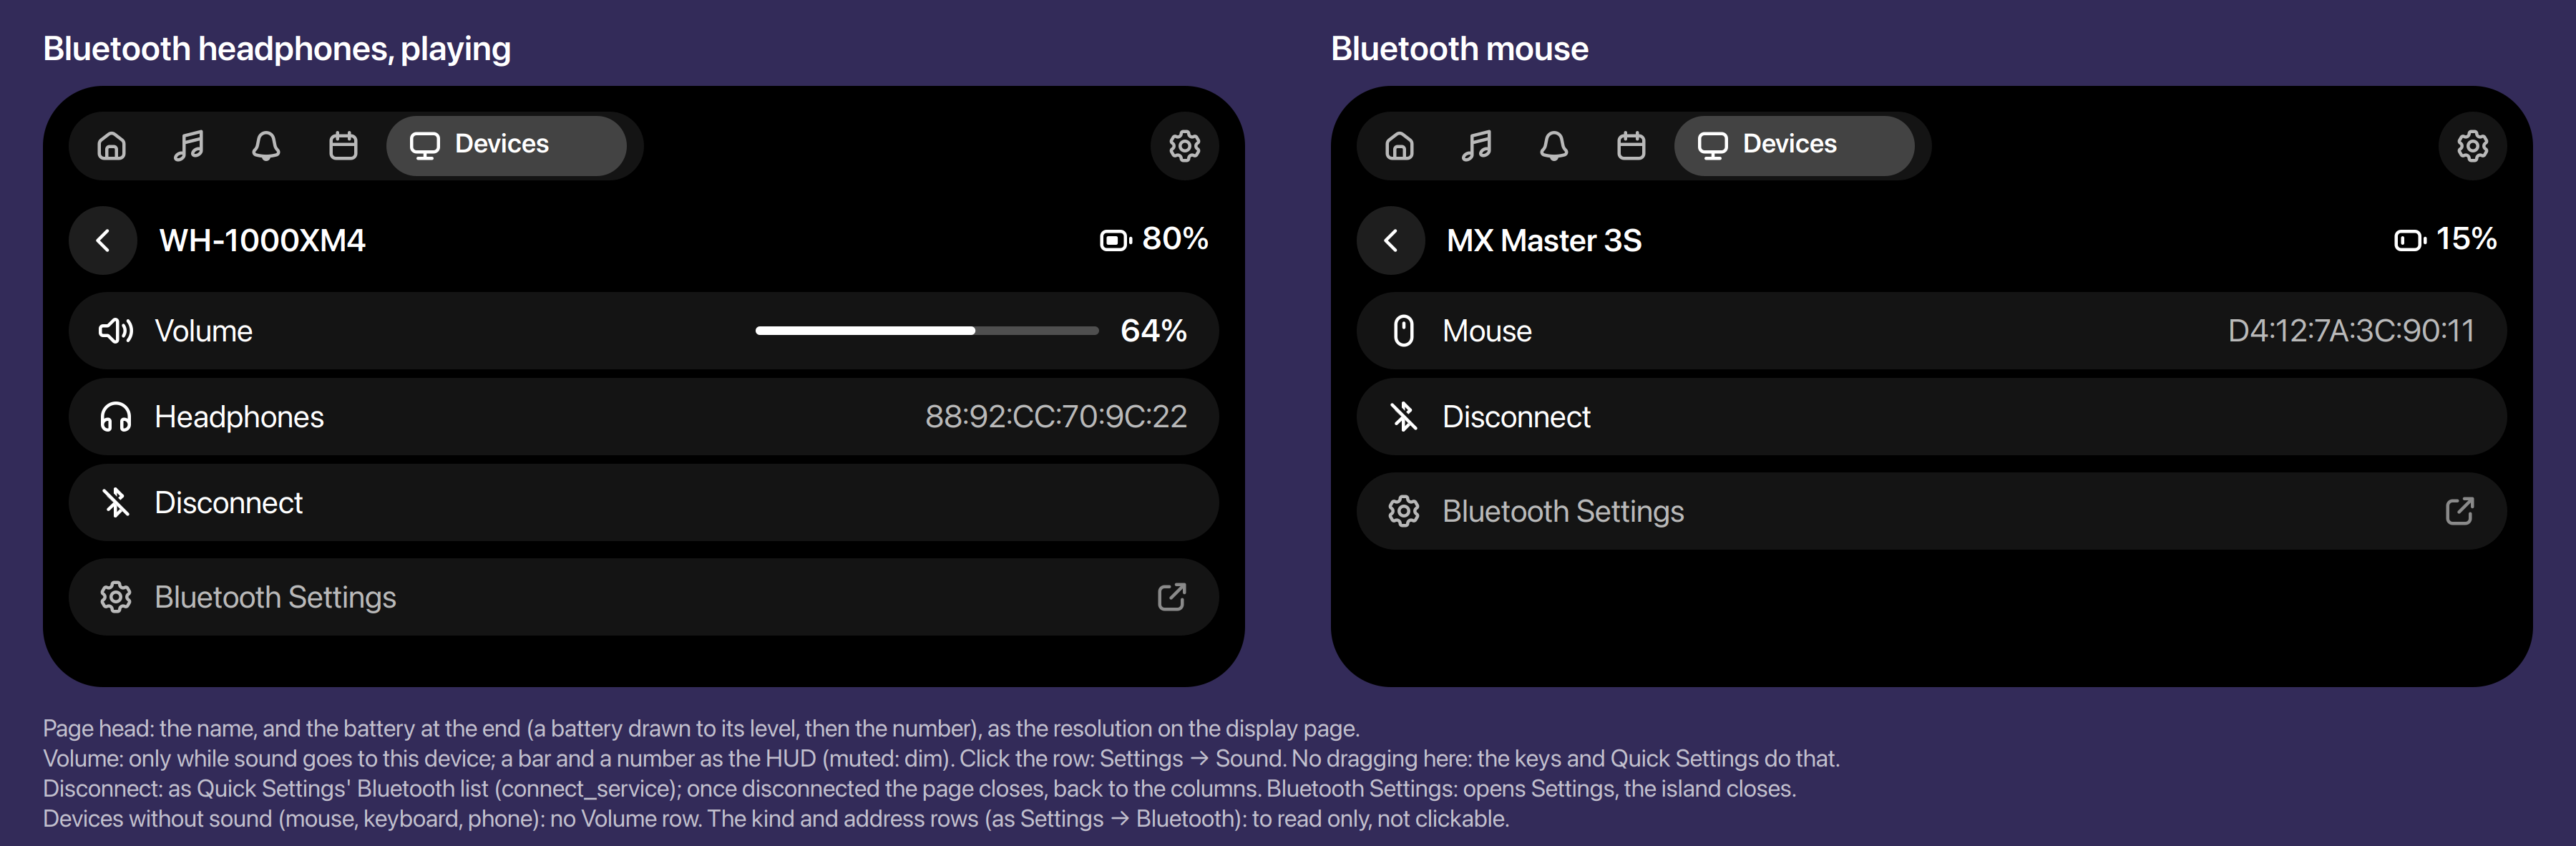 Bluetooth headphones, playing
Devices
WH-1000XM4
80%
Volume
64%
Headphones
88:92:CC:70:9C:22
Disconnect
Bluetooth Settings
Bluetooth mouse
Devices
MX Master 3S
15%
Mouse
D4:12:7A:3C:90:11
Disconnect
Bluetooth Settings
Page head: the name, and the battery at the end (a battery drawn to its level, then the number), as the resolution on the display page.
Volume: only while sound goes to this device; a bar and a number as the HUD (muted: dim). Click the row: Settings → Sound. No dragging here: the keys and Quick Settings do that.
Disconnect: as Quick Settings' Bluetooth list (connect_service); once disconnected the page closes, back to the columns. Bluetooth Settings: opens Settings, the island closes.
Devices without sound (mouse, keyboard, phone): no Volume row. The kind and address rows (as Settings → Bluetooth): to read only, not clickable.